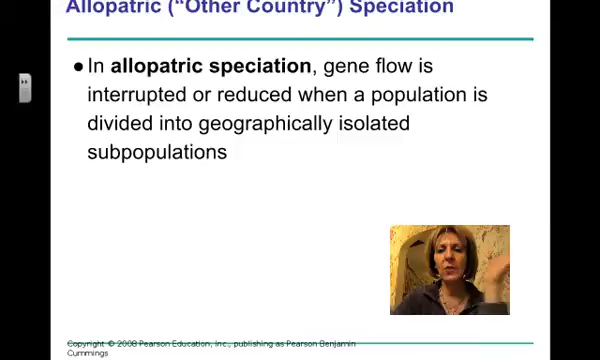 Allopatric (“Other Country”) Speciation
● In allopatric speciation, gene flow is
interrupted or reduced when a population is
divided into geographically isolated
subpopulations
Copyright © 2008 Pearson Education, Inc., publishing as Pearson Benjamin
Cummings